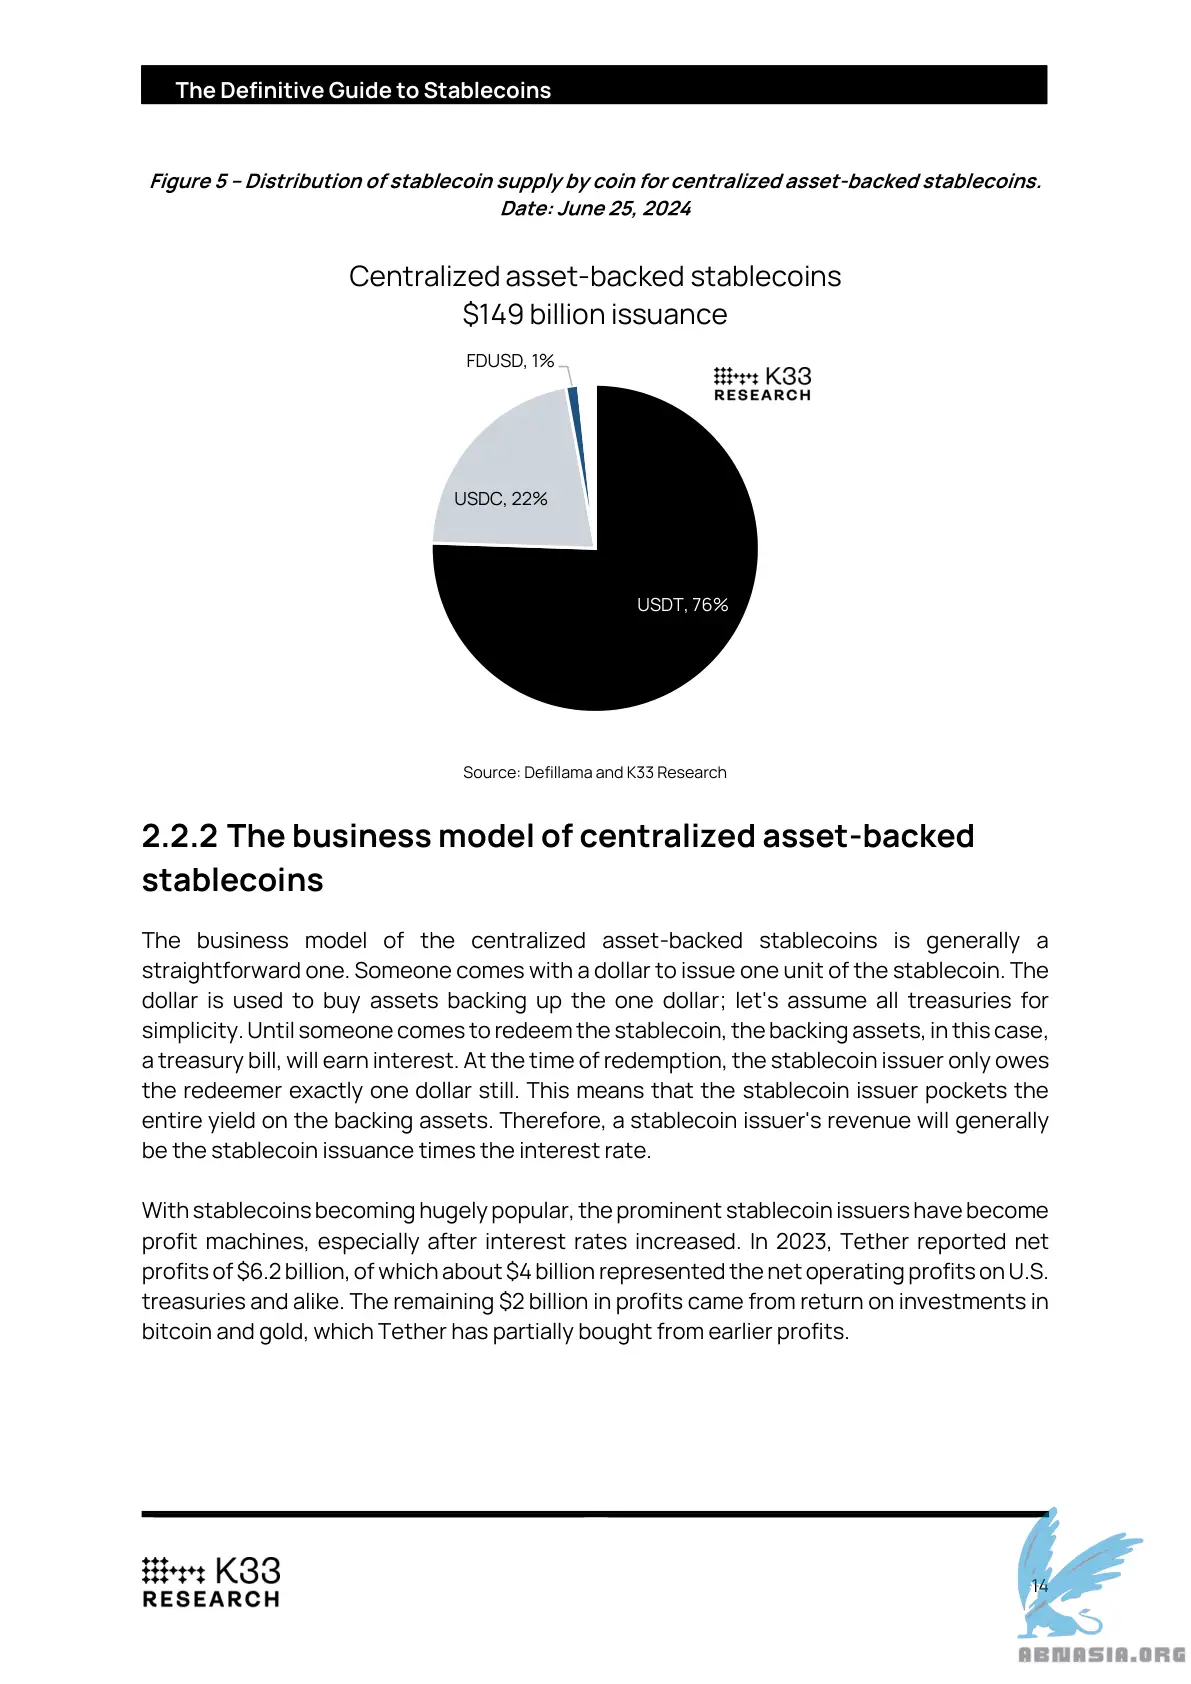 The Definitive Guide to Stablecoins
Figure 5 – Distribution of stablecoin supply by coin for centralized asset-backed stablecoins.
Date: June 25, 2024
Centralized asset-backed stablecoins
$149 billion issuance
FDUSD, 1%
K33
RESEARCH
USDC, 22%
USDT, 76%
Source: Defillama and K33 Research
2.2.2 The business model of centralized asset-backed
stablecoins
The business model of the centralized asset-backed stablecoins is generally a
straightforward one. Someone comes with a dollar to issue one unit of the stablecoin. The
dollar is used to buy assets backing up the one dollar; let's assume all treasuries for
simplicity. Until someone comes to redeem the stablecoin, the backing assets, in this case,
a treasury bill, will earn interest. At the time of redemption, the stablecoin issuer only owes
the redeemer exactly one dollar still. This means that the stablecoin issuer pockets the
entire yield on the backing assets. Therefore, a stablecoin issuer's revenue will generally
be the stablecoin issuance times the interest rate.
With stablecoins becoming hugely popular, the prominent stablecoin issuers have become
profit machines, especially after interest rates increased. In 2023, Tether reported net
profits of $6.2 billion, of which about $4 billion represented the net operating profits on U.S.
treasuries and alike. The remaining $2 billion in profits came from return on investments in
bitcoin and gold, which Tether has partially bought from earlier profits.
K33
RESEARCH
14
ABNASIA.ORG